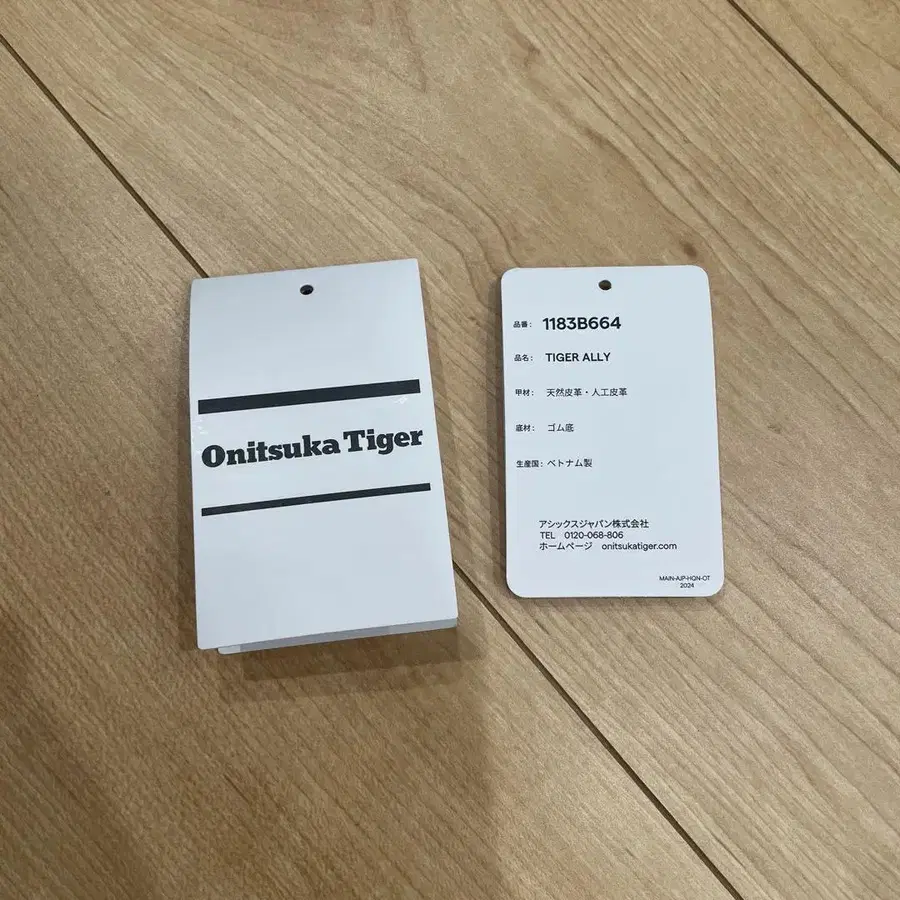 Onitsuka Tiger
品番: 1183B664
品名: TIGER ALLY
甲材: 天然皮革・人工皮革
底材: ゴム底
生産国: ベトナム製
アシックスジャパン株式会社
TEL 0120-068-806
ホームページ onitsukatiger.com
MAIN-AJP-HQN-OT
2024